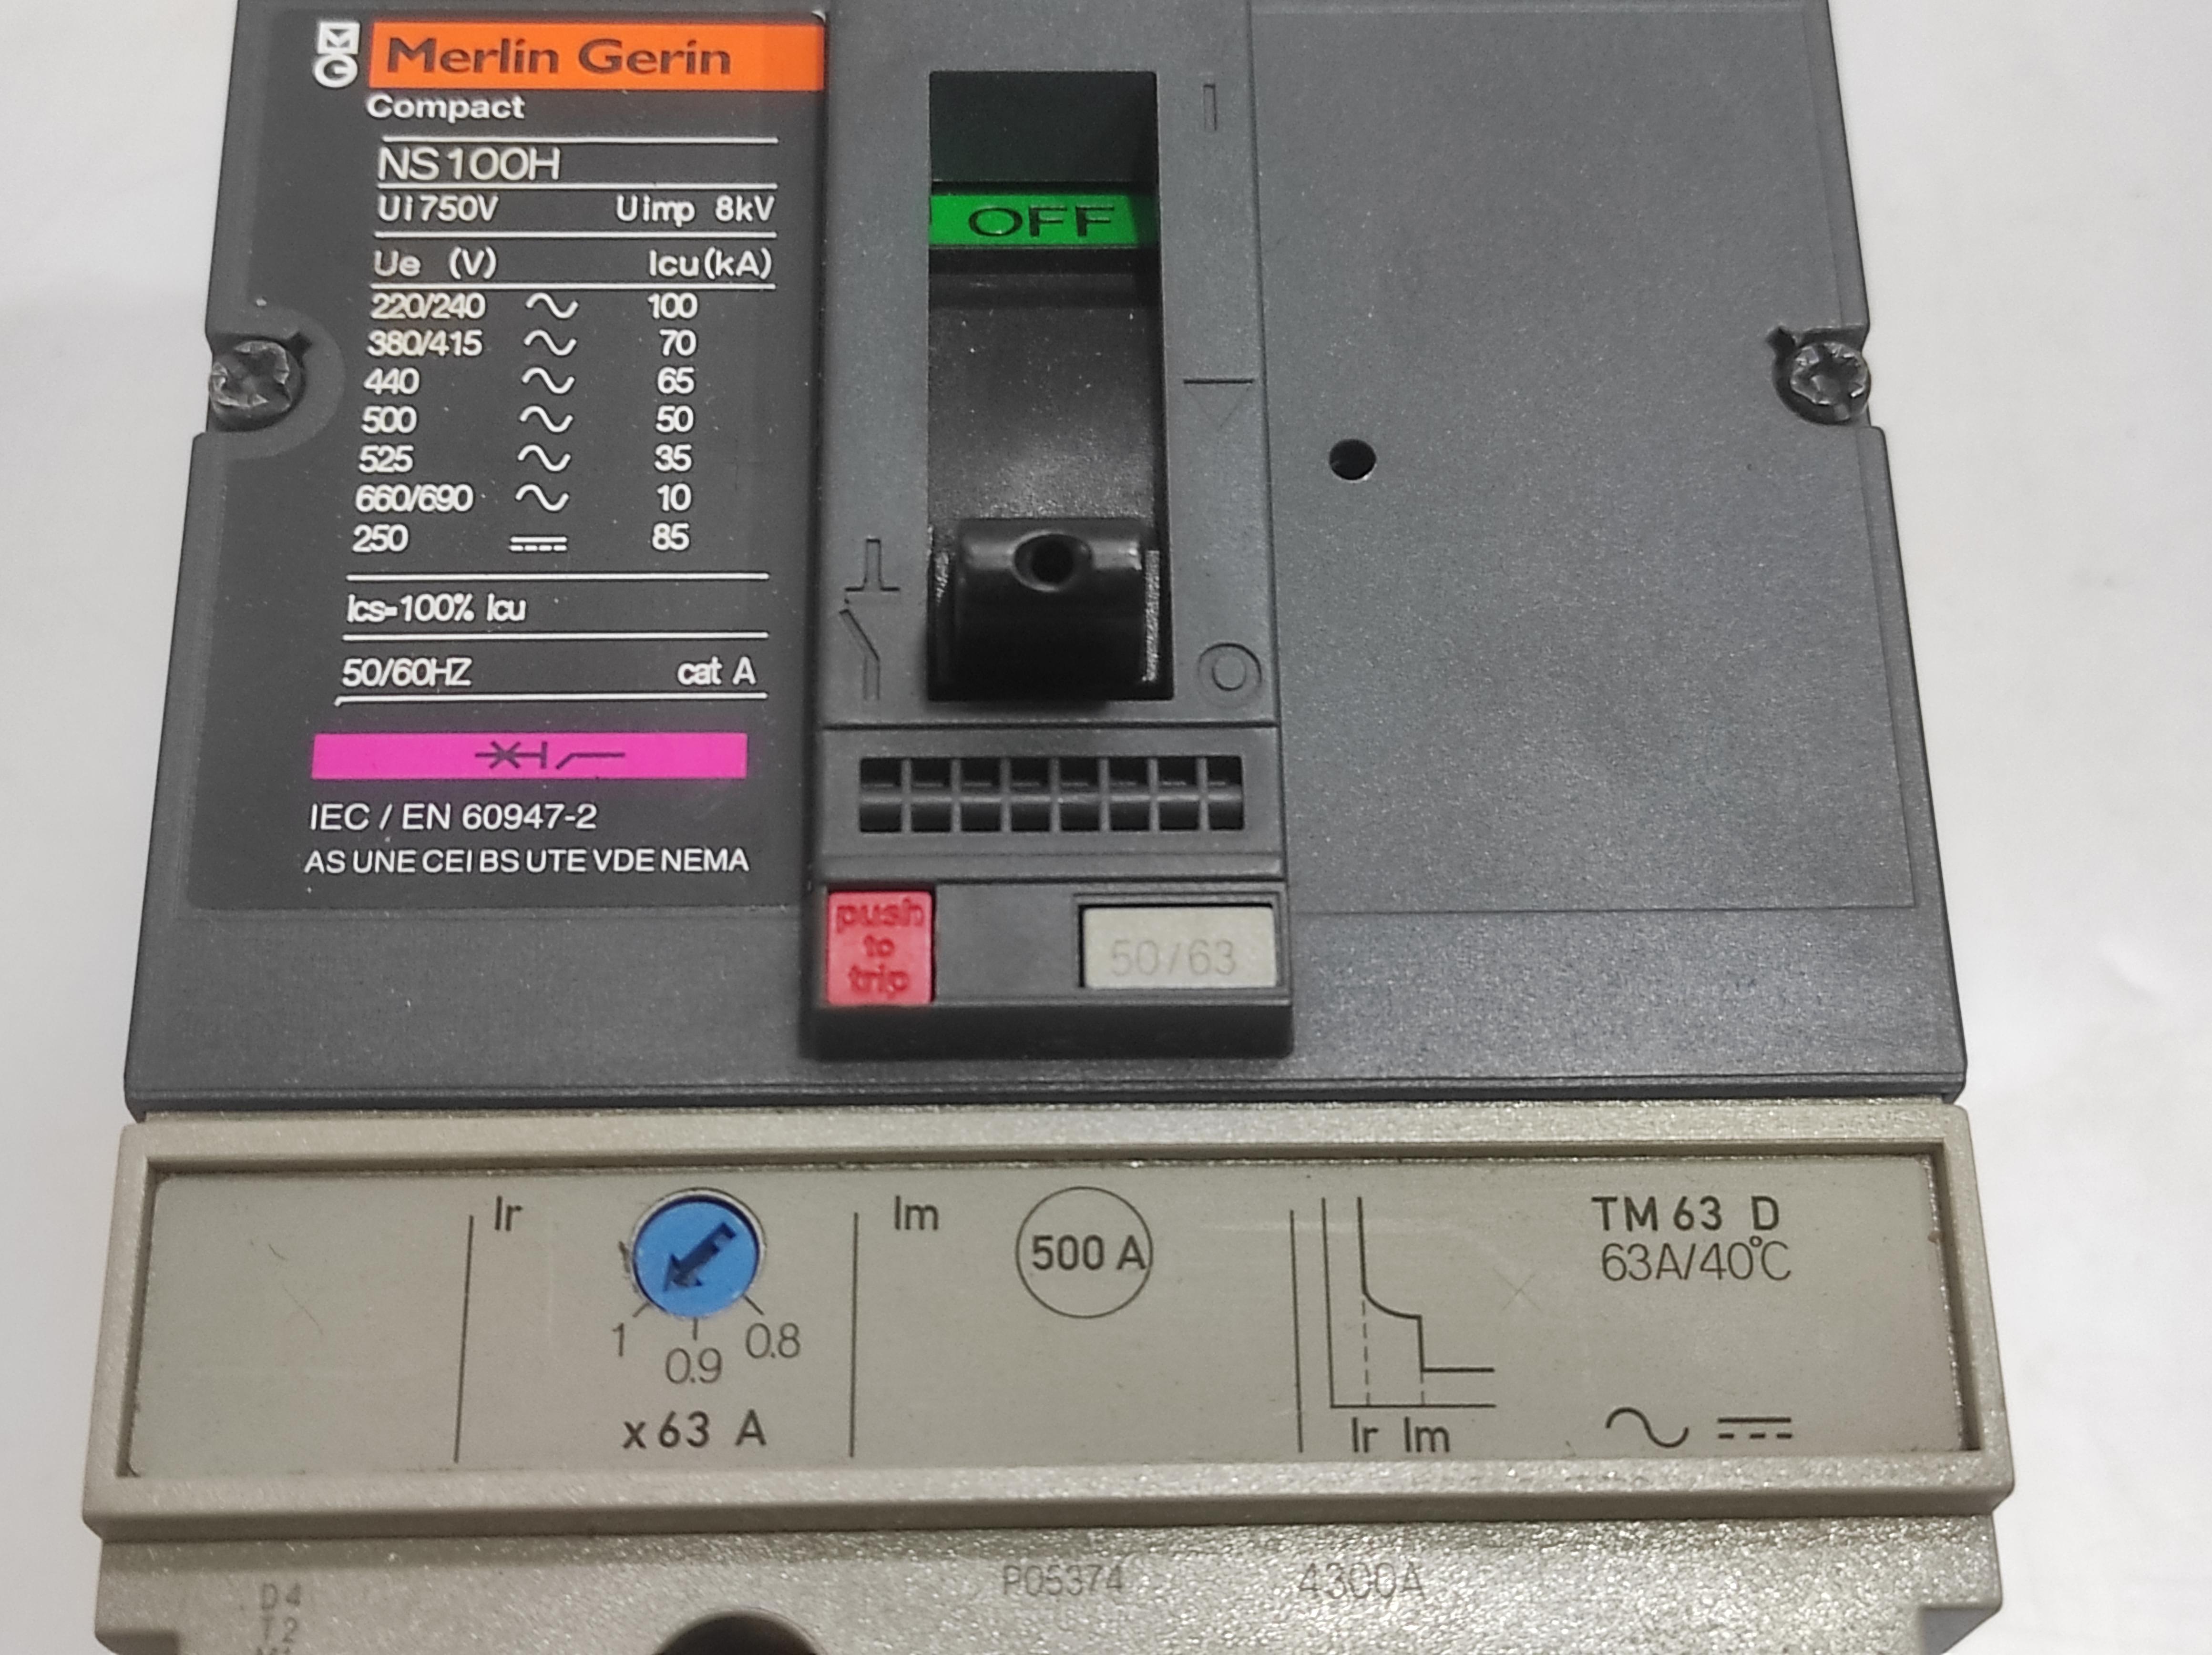 MG Merlin Gerin
Compact
NS100H
Ui750V Uimp 8kV
Ue (V) Icu(kA)
220/240 100
380/415 70
440 65
500 50
525 35
660/690 10
250 85
Ics=100% Icu
50/60HZ cat A
IEC / EN 60947-2
AS UNE CEI BS UTE VDE NEMA
I
OFF
O
push
to
trip
50/63
Ir
1
0.9
0.8
x63 A
Im
500 A
Ir Im
TM 63 D
63A/40°C
P05374 4300A
D4
T2